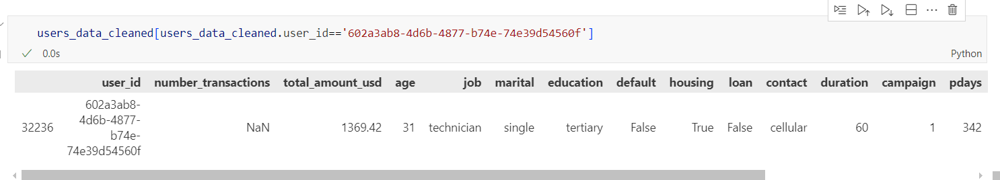 users_data_cleaned[users_data_cleaned.user_id=='602a3ab8-4d6b-4877-b74e-74e39d54560f']
0.0s
Python
user_id number_transactions total_amount_usd age job marital education default housing loan contact duration campaign pdays
602a3ab8-
4d6b-4877-
32236 NaN 1369.42 31 technician single tertiary False True False cellular 60 1 342
b74e-
74e39d54560f